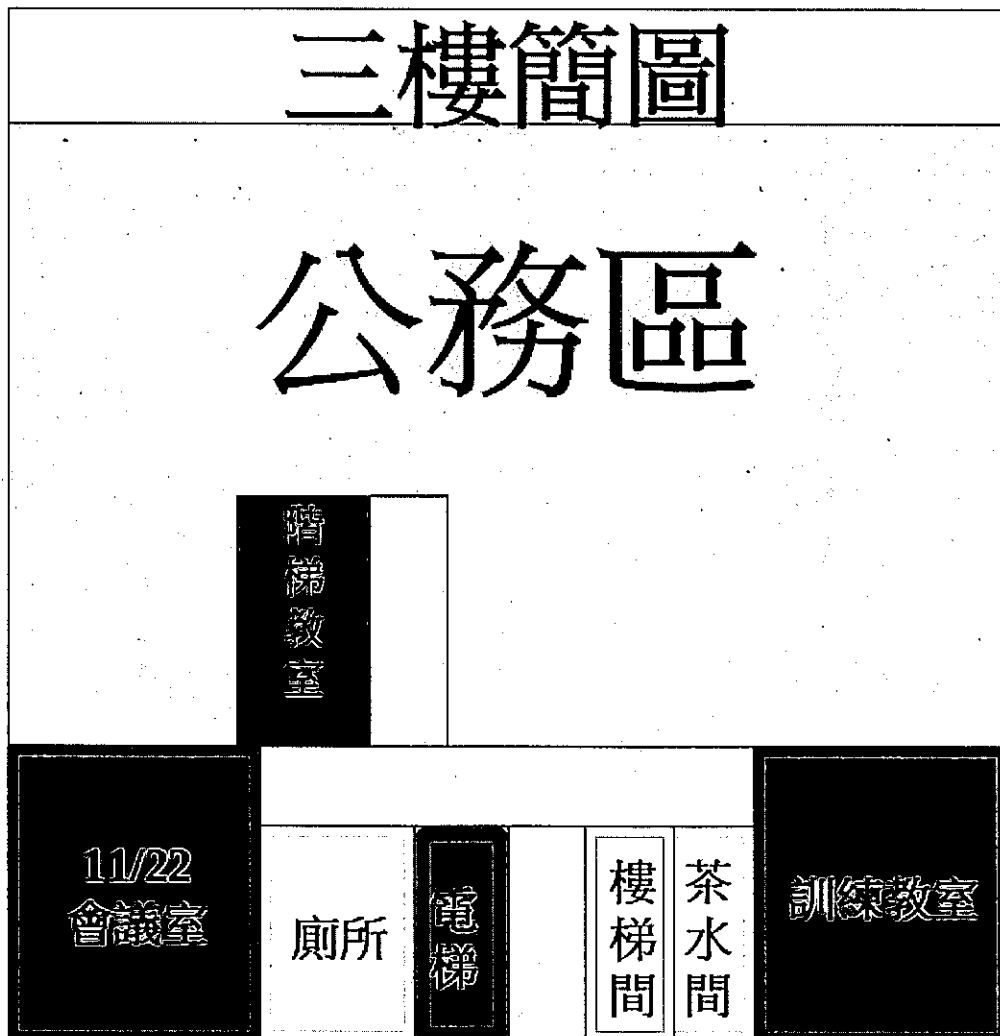 三樓簡圖
公務區
階梯教室
11/22
會議室
廁所
電梯
樓梯間
茶水間
訓練教室